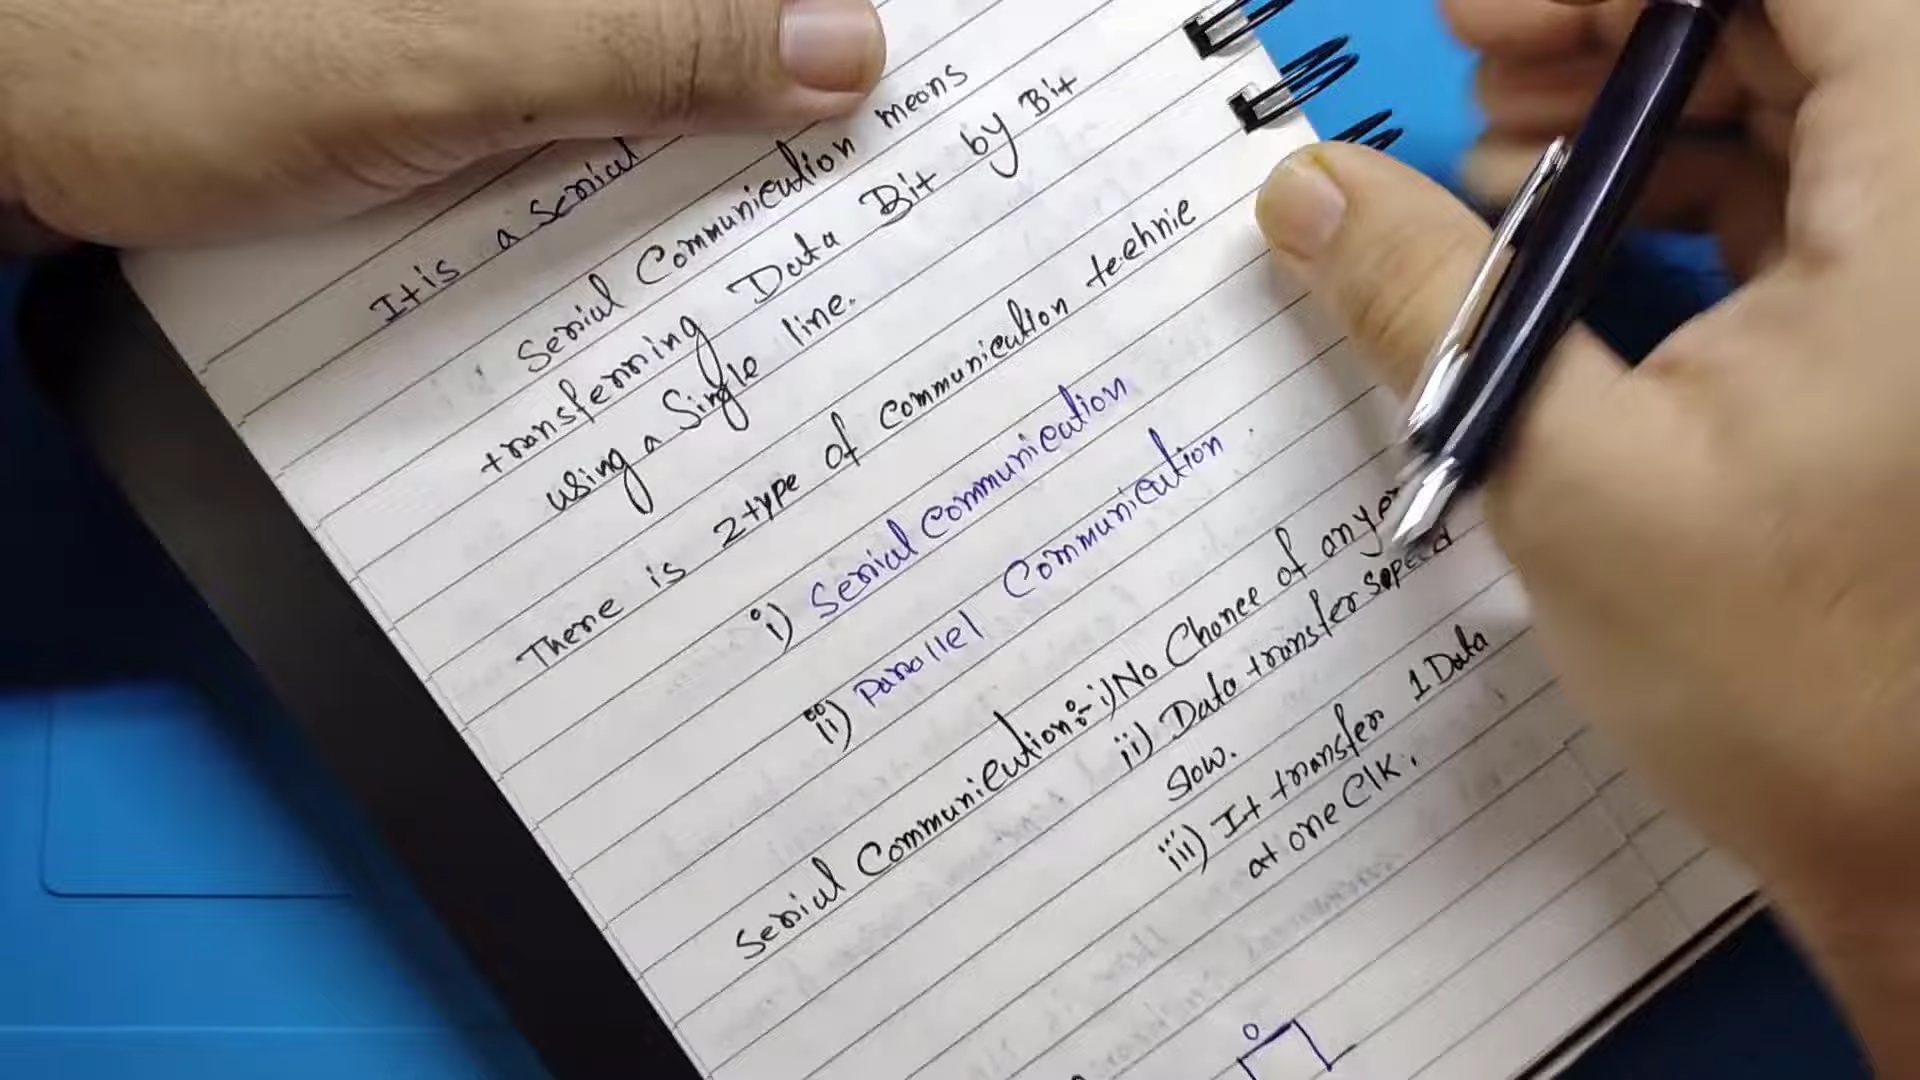 It is a Serial
Serial Communication means
transferring Data Bit by Bit
using a Single line.
There is 2 type of communication technic
i) Serial Communication
ii) Parallel Communication
Serial Communication:- i) No Chance of any
ii) Data transfer speed
slow.
iii) It transfer 1 Data
at one Clk.
0